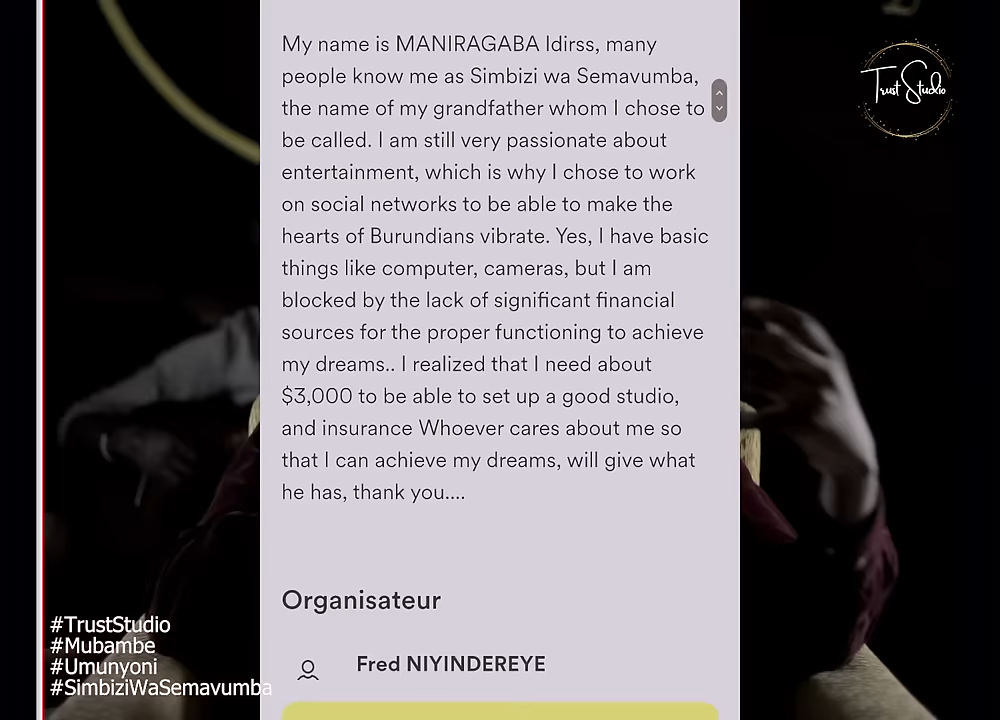 My name is MANIRAGABA Idirss, many
people know me as Simbizi wa Semavumba,
the name of my grandfather whom I chose to
be called. I am still very passionate about
entertainment, which is why I chose to work
on social networks to be able to make the
hearts of Burundians vibrate. Yes, I have basic
things like computer, cameras, but I am
blocked by the lack of significant financial
sources for the proper functioning to achieve
my dreams.. I realized that I need about
$3,000 to be able to set up a good studio,
and insurance Whoever cares about me so
that I can achieve my dreams, will give what
he has, thank you....
Organisateur
Fred NIYINDEREYE
Trust Studio
#TrustStudio
#Mubambe
#Umunyoni
#SimbiziWaSemavumba